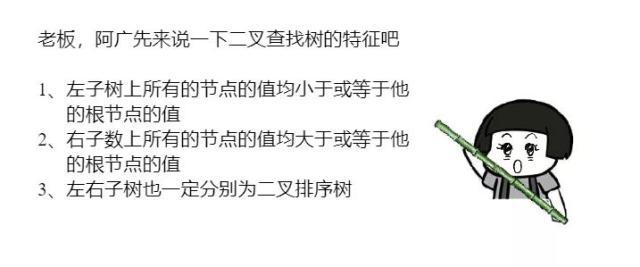 老板，阿广先来说一下二叉查找树的特征吧
1、左子树上所有的节点的值均小于或等于他
的根节点的值
2、右子数上所有的节点的值均大于或等于他
的根节点的值
3、左右子树也一定分别为二叉排序树